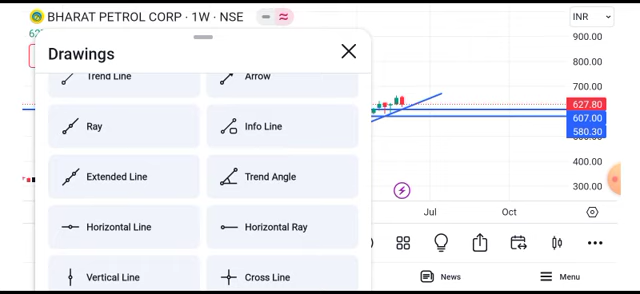 BHARAT PETROL CORP · 1W · NSE
INR
Drawings
Trend Line
Arrow
Ray
Info Line
Extended Line
Trend Angle
Horizontal Line
Horizontal Ray
Vertical Line
Cross Line
900.00
800.00
700.00
627.80
607.00
580.30
400.00
300.00
Jul
Oct
News
Menu